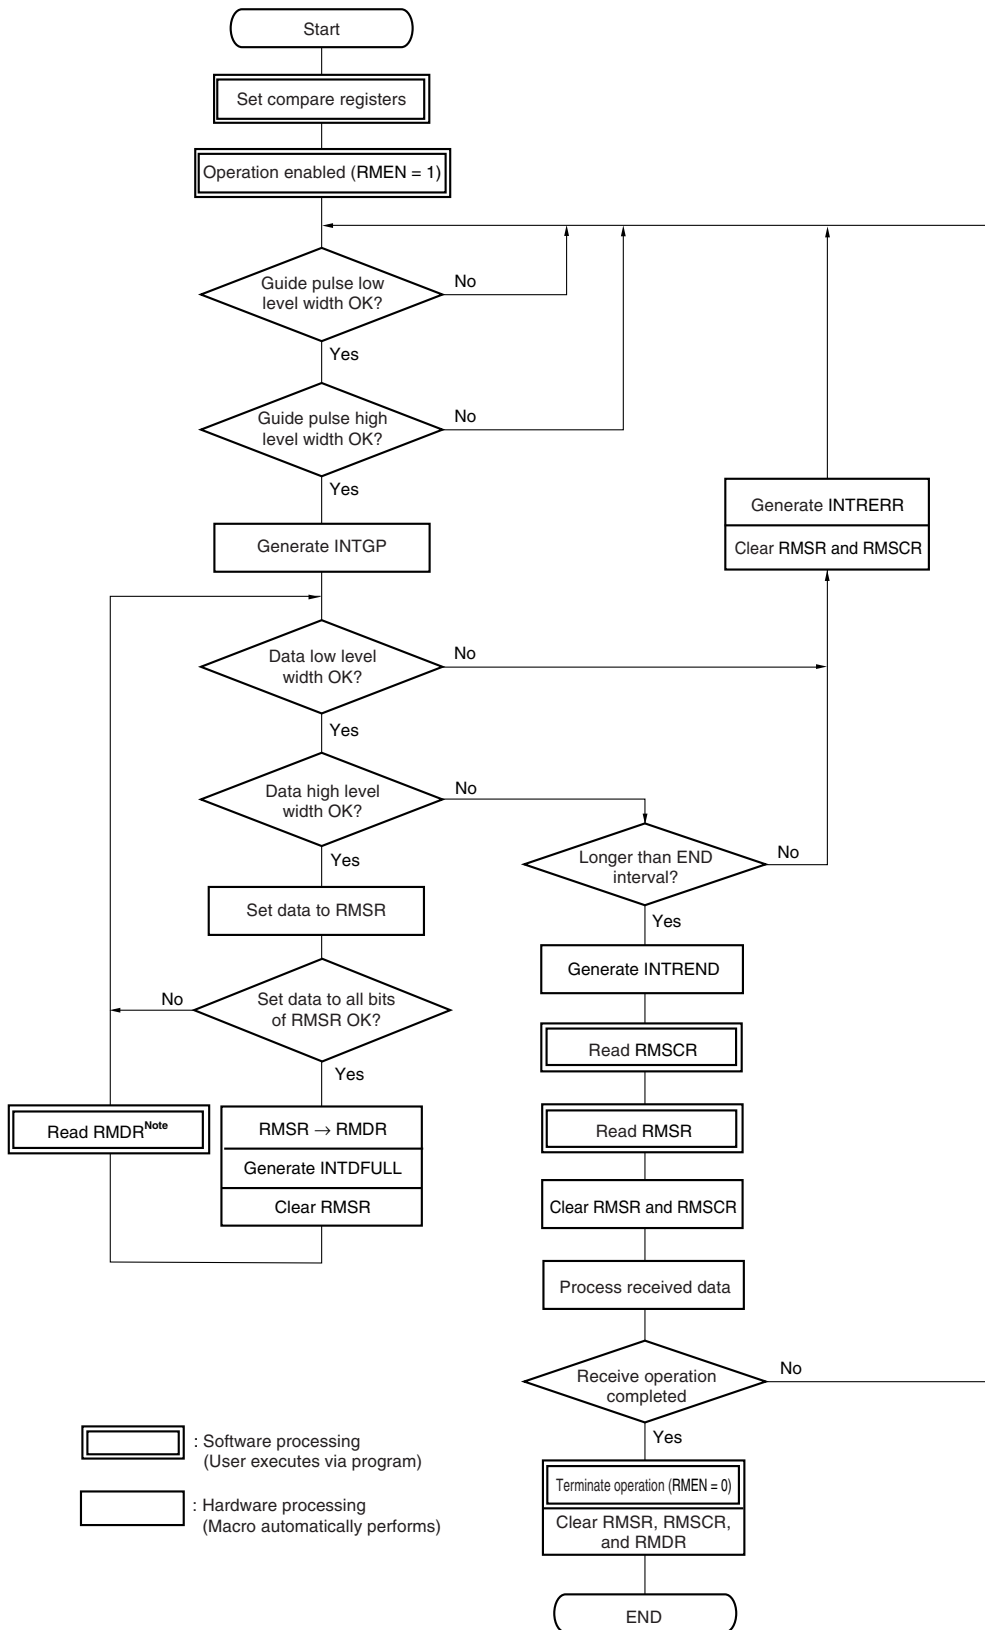 Start
Set compare registers
Operation enabled (RMEN = 1)
Guide pulse low
level width OK?
No
Yes
Guide pulse high
level width OK?
No
Yes
Generate INTGP
Generate INTRERR
Clear RMSR and RMSCR
Data low level
width OK?
No
Yes
Data high level
width OK?
No
Yes
Longer than END
interval?
No
Yes
Set data to RMSR
Generate INTREND
Set data to all bits
of RMSR OK?
No
Yes
Read RMSCR
Read RMDRNote
RMSR → RMDR
Generate INTDFULL
Clear RMSR
Read RMSR
Clear RMSR and RMSCR
Process received data
Receive operation
completed
No
Yes
: Software processing
(User executes via program)
: Hardware processing
(Macro automatically performs)
Terminate operation (RMEN = 0)
Clear RMSR, RMSCR,
and RMDR
END